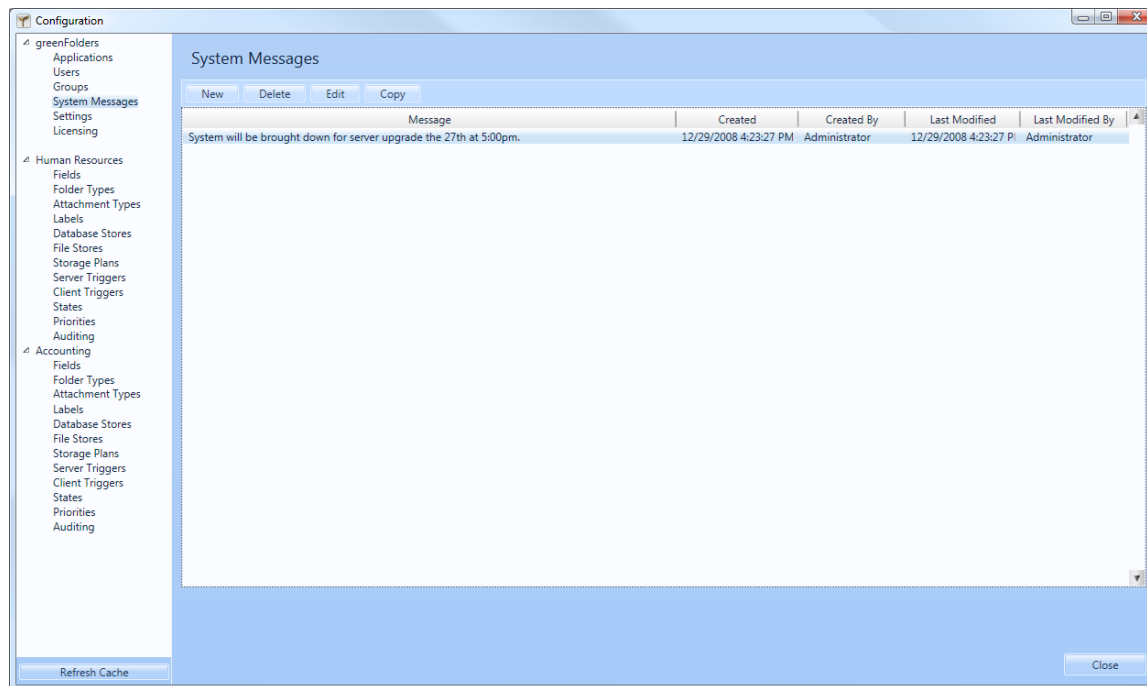 Configuration
greenFolders
Applications
Users
Groups
System Messages
Settings
Licensing
Human Resources
Fields
Folder Types
Attachment Types
Labels
Database Stores
File Stores
Storage Plans
Server Triggers
Client Triggers
States
Priorities
Auditing
Accounting
Fields
Folder Types
Attachment Types
Labels
Database Stores
File Stores
Storage Plans
Server Triggers
Client Triggers
States
Priorities
Auditing
Refresh Cache
System Messages
New Delete Edit Copy
Message Created Created By Last Modified Last Modified By
System will be brought down for server upgrade the 27th at 5:00pm. 12/29/2008 4:23:27 PM Administrator 12/29/2008 4:23:27 P Administrator
Close